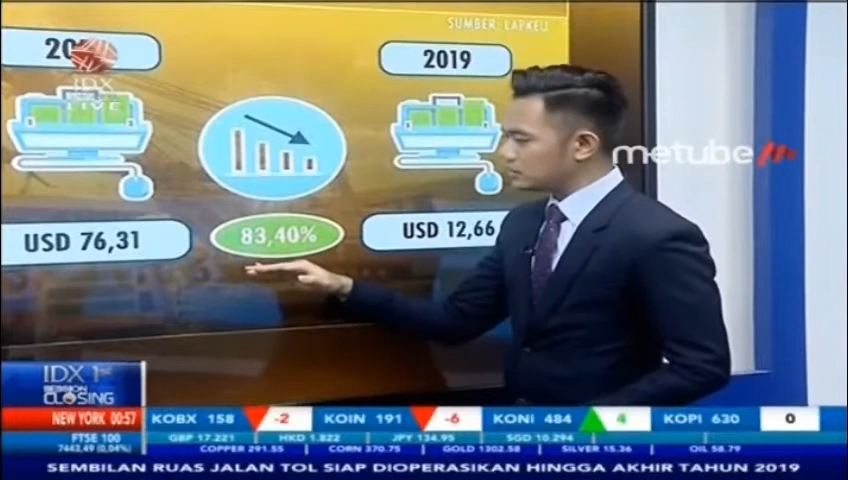 SUMBER: LAPKEU
2019
IDX
LIVE
metube
USD 76,31
83,40%
USD 12,66
IDX 1st
SESSION
CLOSING
NEW YORK 00:57
KOBX 158 -2 KOIN 191 -6 KONI 484 4 KOPI 630 0
FTSE 100
7443.49 (0,04%)
GBP 17.221 HKD 1.822 JPY 134.95 SGD 10.294
COPPER 291.55 CORN 370.75 GOLD 1302.58 SILVER 15.36 OIL 58.79
SEMBILAN RUAS JALAN TOL SIAP DIOPERASIKAN HINGGA AKHIR TAHUN 2019